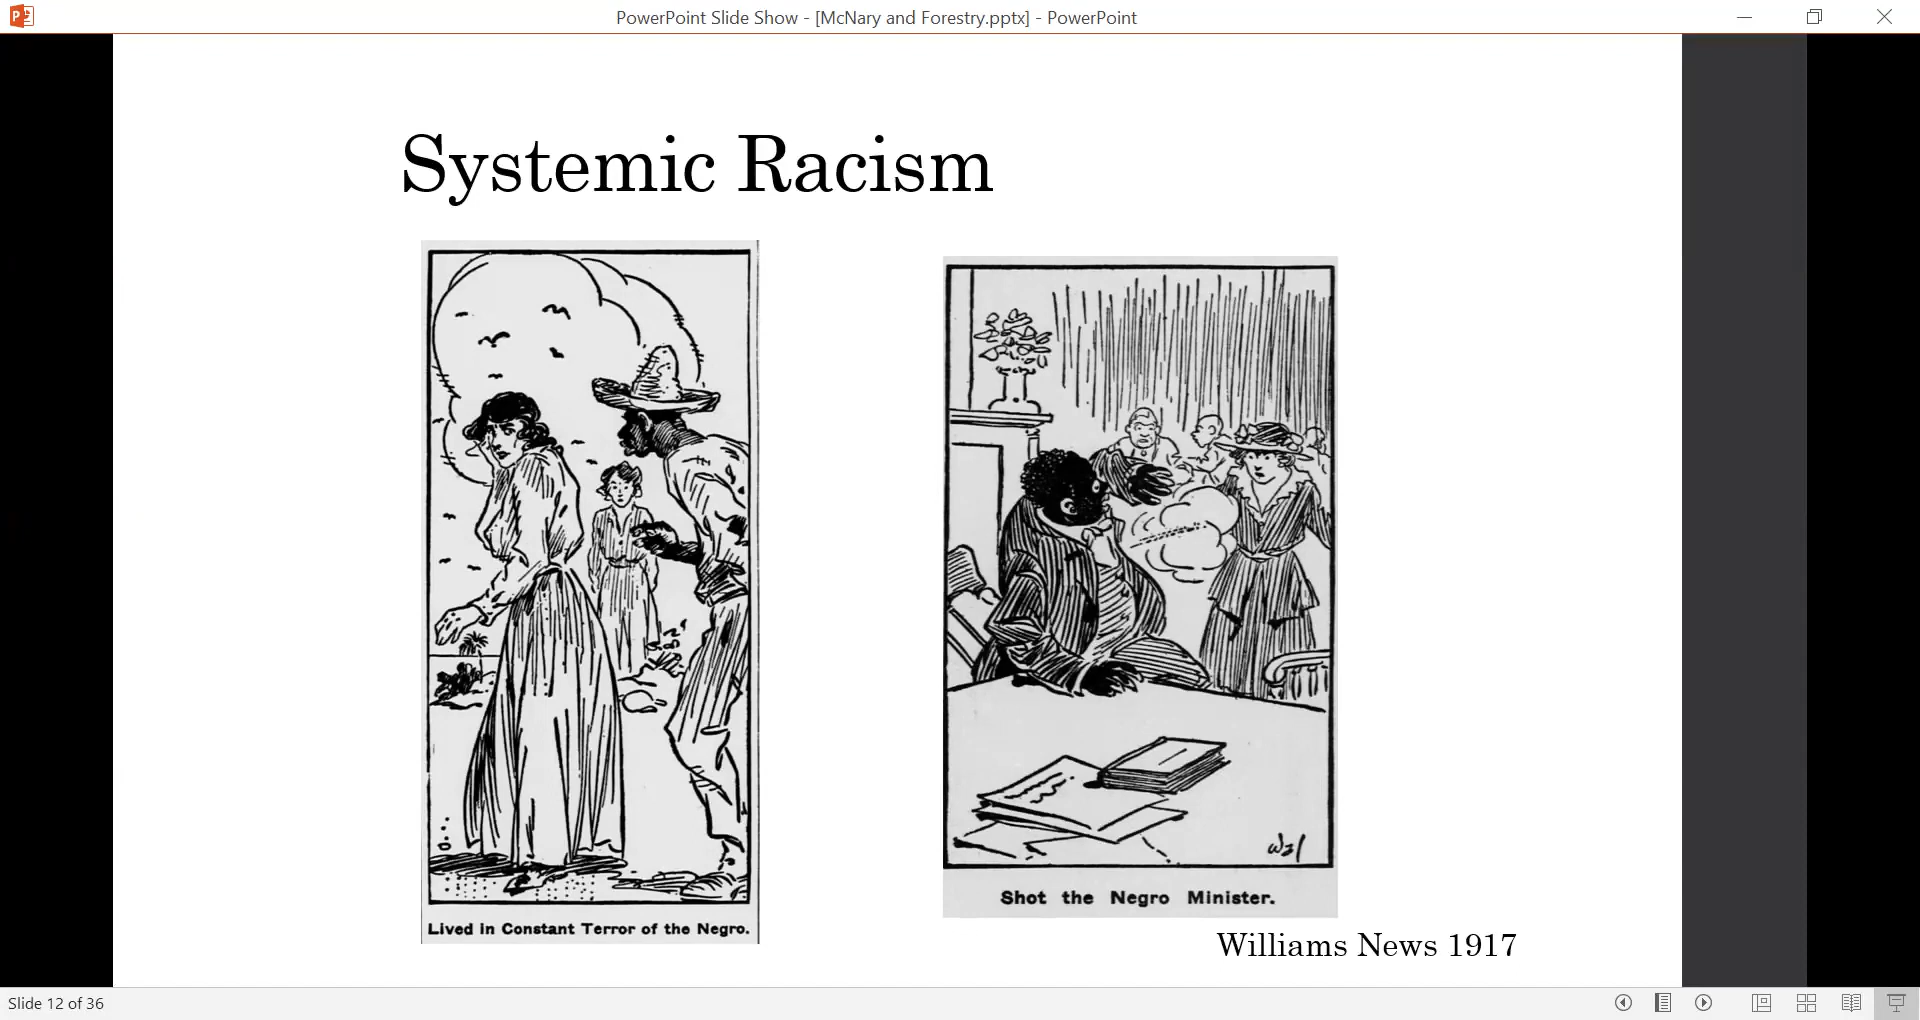 PowerPoint Slide Show - [McNary and Forestry.pptx] - PowerPoint
Systemic Racism
Lived in Constant Terror of the Negro.
Shot the Negro Minister.
Williams News 1917
Slide 12 of 36